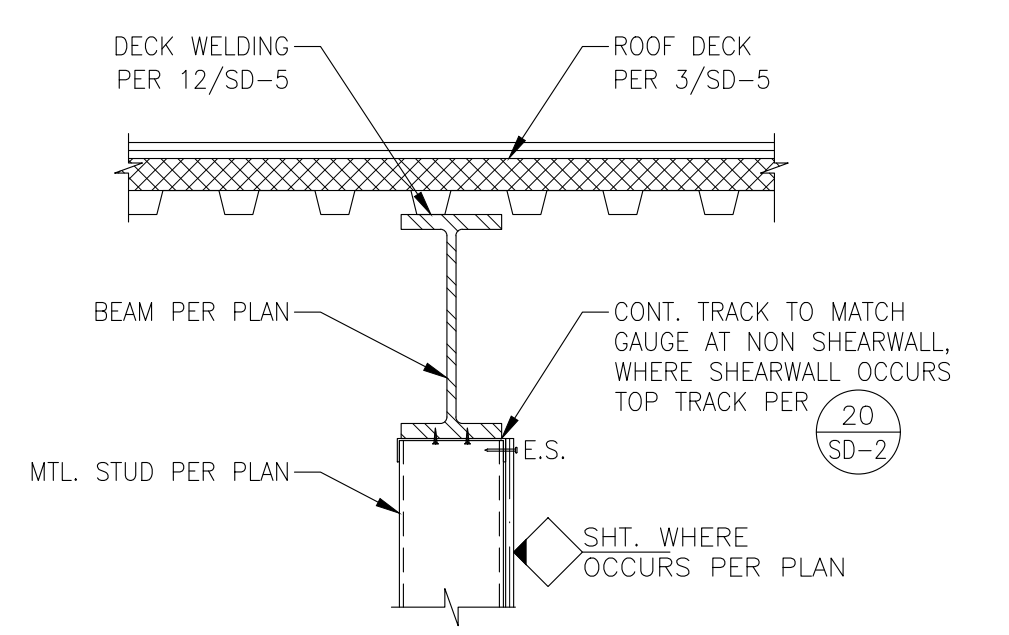 DECK WELDING
PER 12/SD-5
ROOF DECK
PER 3/SD-5
BEAM PER PLAN
CONT. TRACK TO MATCH
GAUGE AT NON SHEARWALL,
WHERE SHEARWALL OCCURS
TOP TRACK PER
20
SD-2
E.S.
MTL. STUD PER PLAN
SHT. WHERE
OCCURS PER PLAN